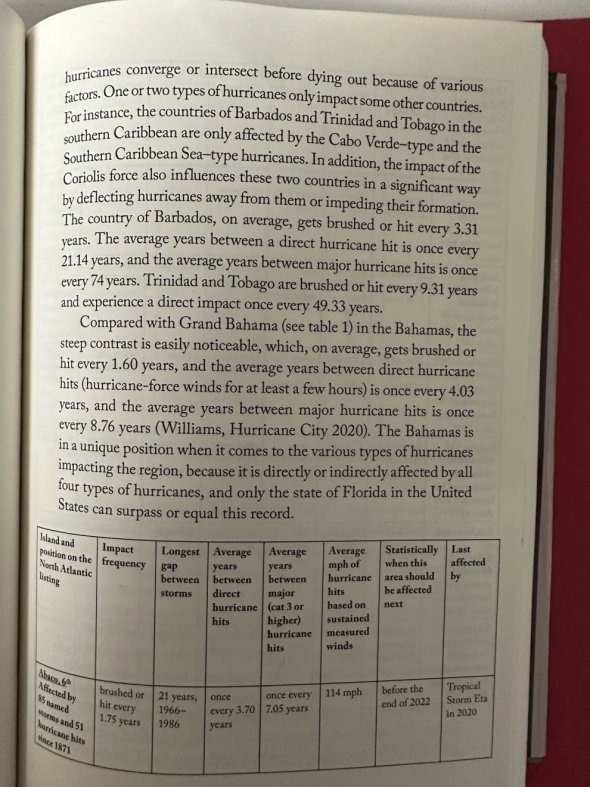 hurricanes converge or intersect before dying out because of various
factors. One or two types of hurricanes only impact some other countries.
For instance, the countries of Barbados and Trinidad and Tobago in the
southern Caribbean are only affected by the Cabo Verde–type and the
Southern Caribbean Sea–type hurricanes. In addition, the impact of the
Coriolis force also influences these two countries in a significant way
by deflecting hurricanes away from them or impeding their formation.
The country of Barbados, on average, gets brushed or hit every 3.31
years. The average years between a direct hurricane hit is once every
21.14 years, and the average years between major hurricane hits is once
every 74 years. Trinidad and Tobago are brushed or hit every 9.31 years
and experience a direct impact once every 49.33 years.
Compared with Grand Bahama (see table 1) in the Bahamas, the
steep contrast is easily noticeable, which, on average, gets brushed or
hit every 1.60 years, and the average years between direct hurricane
hits (hurricane-force winds for at least a few hours) is once every 4.03
years, and the average years between major hurricane hits is once
every 8.76 years (Williams, Hurricane City 2020). The Bahamas is
in a unique position when it comes to the various types of hurricanes
impacting the region, because it is directly or indirectly affected by all
four types of hurricanes, and only the state of Florida in the United
States can surpass or equal this record.
Island and
position on the
North Atlantic
listing
Impact
frequency
Longest
gap
between
storms
Average
years
between
direct
hurricane
hits
Average
years
between
major
(cat 3 or
higher)
hurricane
hits
Average
mph of
hurricane
hits
based on
sustained
measured
winds
Statistically
when this
area should
be affected
next
Last
affected
by
Abaco, 6th
Affected by
85 named
storms and 51
hurricane hits
since 1871
brushed or
hit every
1.75 years
21 years,
1966–
1986
once
every 3.70
years
once every
7.05 years
114 mph
before the
end of 2022
Tropical
Storm Eta
in 2020